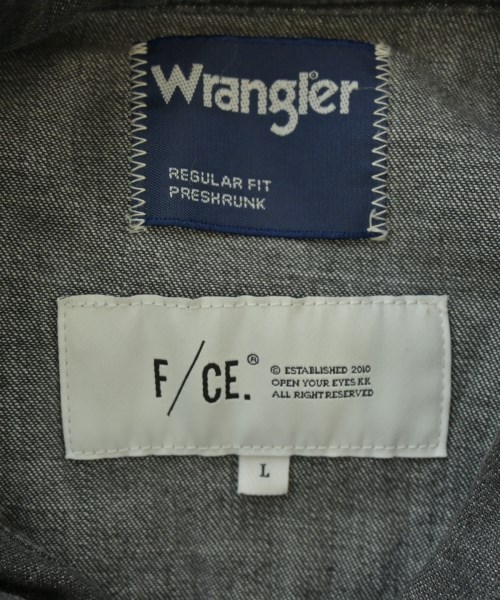 Wrangler®
REGULAR FIT
PRESHRUNK
F/CE.®
© ESTABLISHED 2010
OPEN YOUR EYES KK
ALL RIGHT RESERVED
L